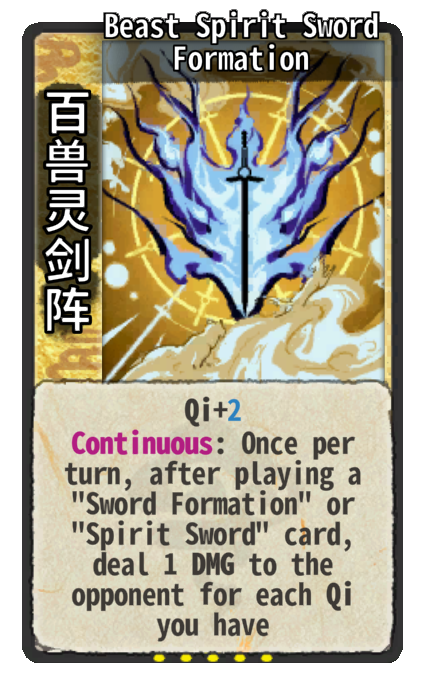 Beast Spirit Sword
Formation
百兽灵剑阵
Qi+2
Continuous: Once per
turn, after playing a
"Sword Formation" or
"Spirit Sword" card,
deal 1 DMG to the
opponent for each Qi
you have